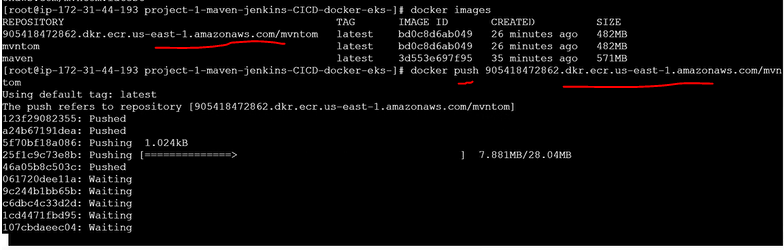 [root@ip-172-31-44-193 project-1-maven-jenkins-CICD-docker-eks-]# docker images
REPOSITORY TAG IMAGE ID CREATED SIZE
905418472862.dkr.ecr.us-east-1.amazonaws.com/mvntom latest bd0c8d6ab049 26 minutes ago 482MB
mvntom latest bd0c8d6ab049 26 minutes ago 482MB
maven latest 3d553e697f95 35 minutes ago 571MB
[root@ip-172-31-44-193 project-1-maven-jenkins-CICD-docker-eks-]# docker push 905418472862.dkr.ecr.us-east-1.amazonaws.com/mvn
tom
Using default tag: latest
The push refers to repository [905418472862.dkr.ecr.us-east-1.amazonaws.com/mvntom]
123f29082355: Pushed
a24b67191dea: Pushed
5f70bf18a086: Pushing 1.024kB
25f1c9c73e8b: Pushing [==============> ] 7.881MB/28.04MB
46a05b8c503c: Pushed
061720dee11a: Waiting
9c244b1bb65b: Waiting
c6dbc4c33d2d: Waiting
1cd4471fbd95: Waiting
107cbdaeec04: Waiting